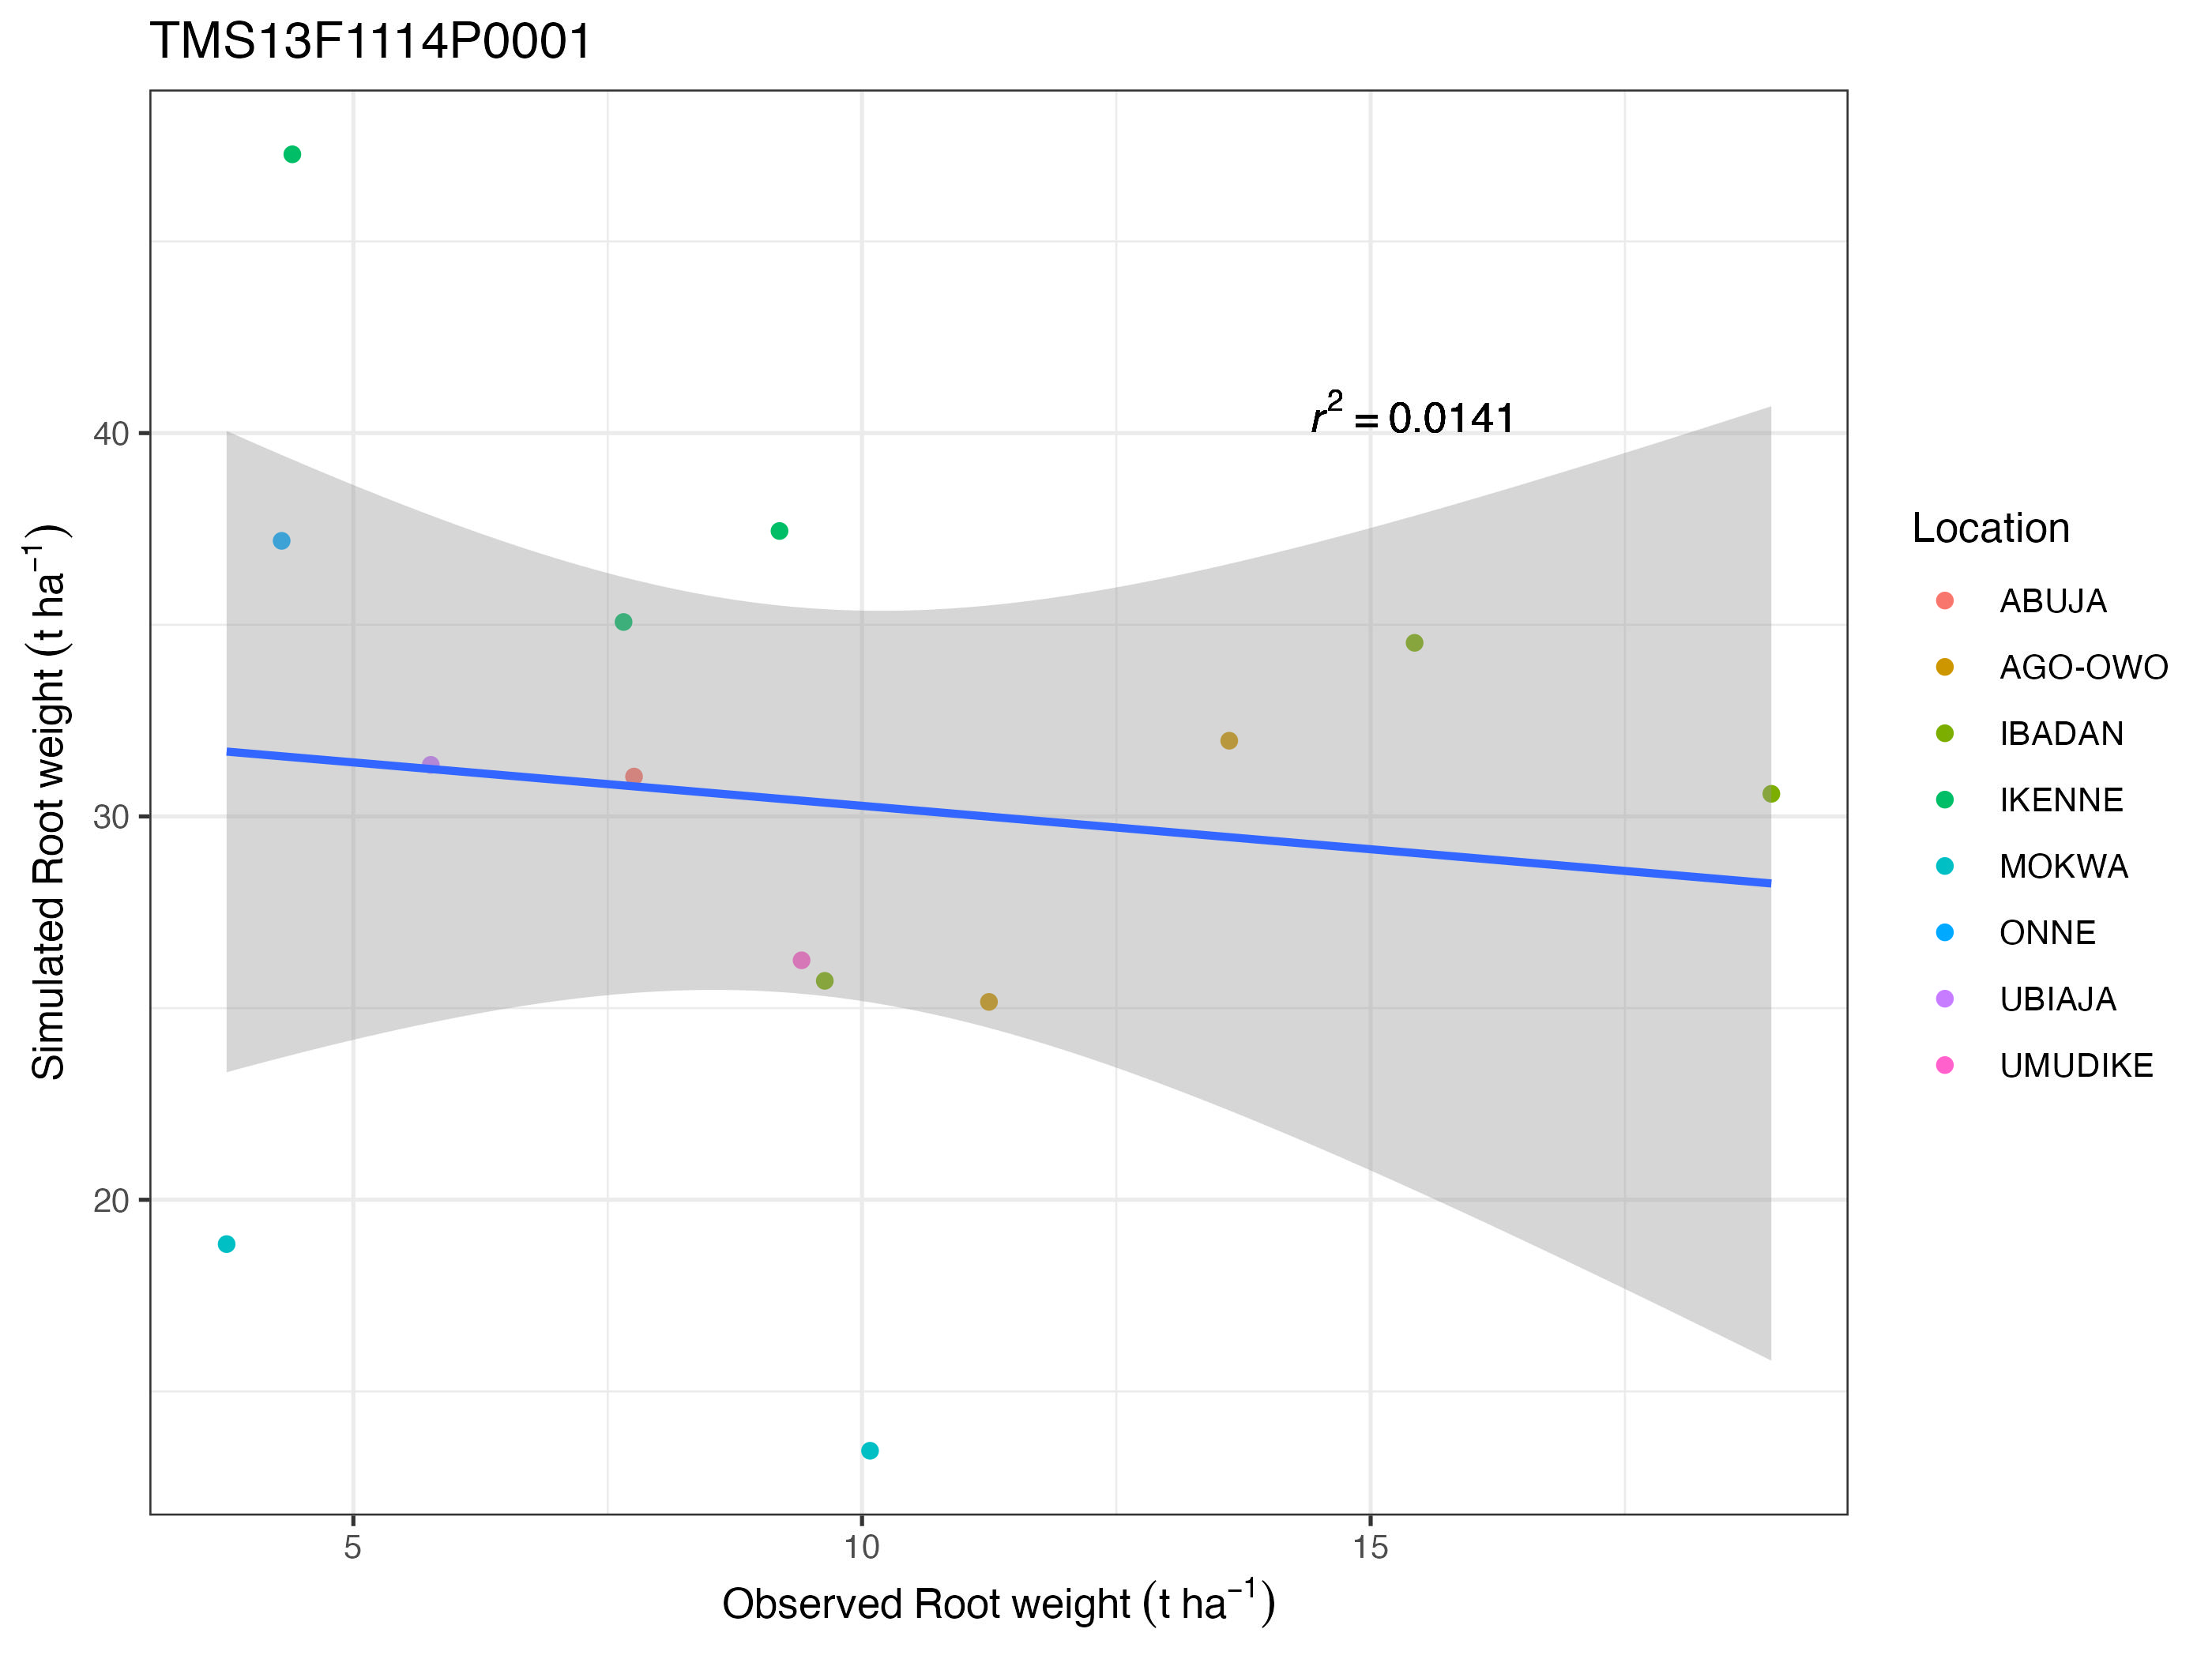 TMS13F1114P0001
Simulated Root weight (t ha⁻¹)
40
30
20
r² = 0.0141
5 10 15
Observed Root weight (t ha⁻¹)
Location
ABUJA
AGO-OWO
IBADAN
IKENNE
MOKWA
ONNE
UBIAJA
UMUDIKE